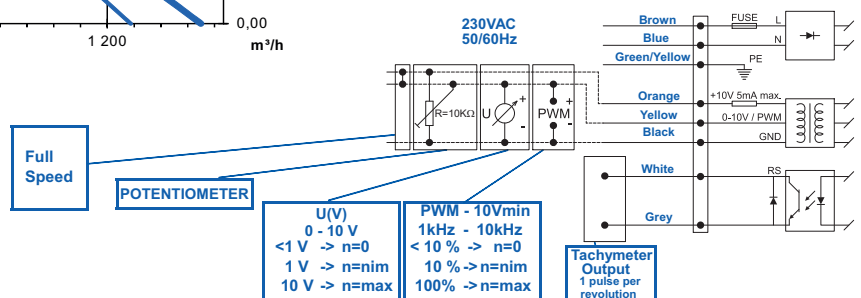 0,00
1 200
m³/h
230VAC
50/60Hz
Brown
FUSE
L
Blue
N
Green/Yellow
PE
Orange
+10V 5mA max.
Yellow
0-10V / PWM
Black
GND
White
RS
Grey
R=10KΩ
U
+
-
PWM
+
-
Full
Speed
POTENTIOMETER
U(V)
0 - 10 V
<1 V -> n=0
1 V -> n=nim
10 V -> n=max
PWM - 10Vmin
1kHz - 10kHz
< 10 % -> n=0
10 % -> n=nim
100% -> n=max
Tachymeter
Output
1 pulse per
revolution